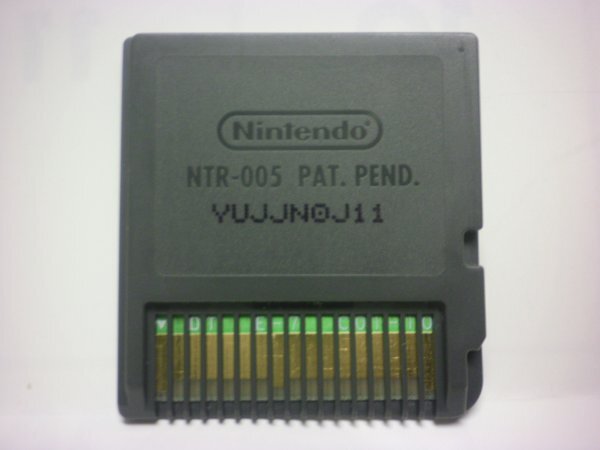 Nintendo®
NTR-005 PAT. PEND.
YUJJN0J11